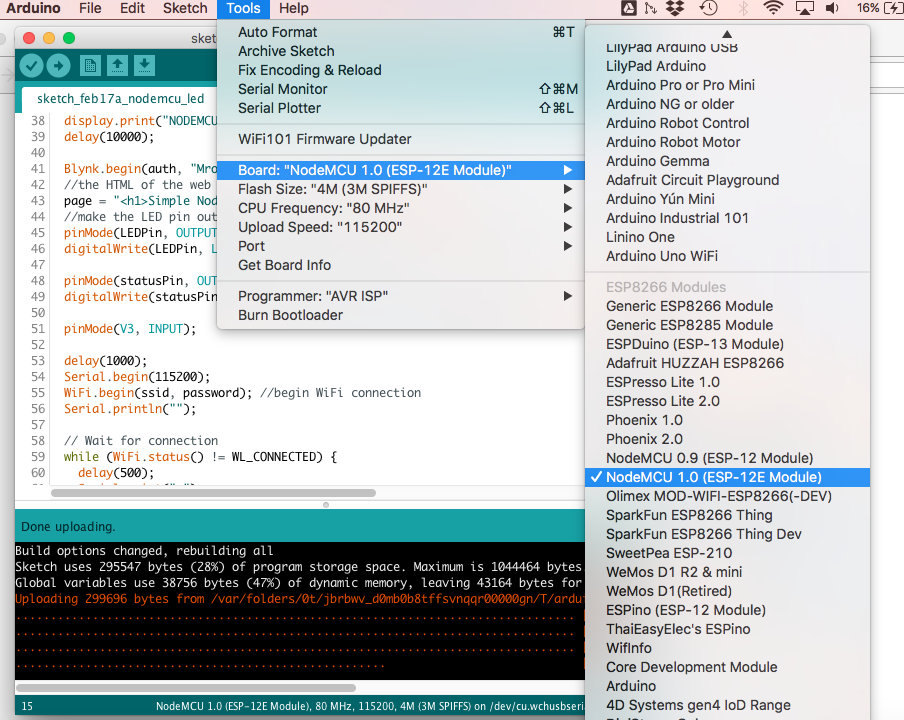 Arduino File Edit Sketch Tools Help 16%
sketch_feb17a_nodemcu_led
38 display.print("NODEMCU
39 delay(10000);
40
41 Blynk.begin(auth, "Mro
42 //the HTML of the web
43 page = "<h1>Simple Nod
44 //make the LED pin out
45 pinMode(LEDPin, OUTPUT
46 digitalWrite(LEDPin, L
47
48 pinMode(statusPin, OUT
49 digitalWrite(statusPin
50
51 pinMode(V3, INPUT);
52
53 delay(1000);
54 Serial.begin(115200);
55 WiFi.begin(ssid, password); //begin WiFi connection
56 Serial.println("");
57
58 // Wait for connection
59 while (WiFi.status() != WL_CONNECTED) {
60 delay(500);
Done uploading.
Build options changed, rebuilding all
Sketch uses 295547 bytes (28%) of program storage space. Maximum is 1044464 bytes
Global variables use 38756 bytes (47%) of dynamic memory, leaving 43164 bytes for
Uploading 299696 bytes from /var/folders/0t/jbrbwv_d0mb0b8tffsvnqqr00000gn/T/ardu
15 NodeMCU 1.0 (ESP-12E Module), 80 MHz, 115200, 4M (3M SPIFFS) on /dev/cu.wchusbseri
Auto Format ⌘T
Archive Sketch
Fix Encoding & Reload
Serial Monitor ⇧⌘M
Serial Plotter ⇧⌘L
WiFi101 Firmware Updater
Board: "NodeMCU 1.0 (ESP-12E Module)"
Flash Size: "4M (3M SPIFFS)"
CPU Frequency: "80 MHz"
Upload Speed: "115200"
Port
Get Board Info
Programmer: "AVR ISP"
Burn Bootloader
LilyPad Arduino USB
LilyPad Arduino
Arduino Pro or Pro Mini
Arduino NG or older
Arduino Robot Control
Arduino Robot Motor
Arduino Gemma
Adafruit Circuit Playground
Arduino Yún Mini
Arduino Industrial 101
Linino One
Arduino Uno WiFi
ESP8266 Modules
Generic ESP8266 Module
Generic ESP8285 Module
ESPDuino (ESP-13 Module)
Adafruit HUZZAH ESP8266
ESPresso Lite 1.0
ESPresso Lite 2.0
Phoenix 1.0
Phoenix 2.0
NodeMCU 0.9 (ESP-12 Module)
✓ NodeMCU 1.0 (ESP-12E Module)
Olimex MOD-WIFI-ESP8266(-DEV)
SparkFun ESP8266 Thing
SparkFun ESP8266 Thing Dev
SweetPea ESP-210
WeMos D1 R2 & mini
WeMos D1(Retired)
ESPino (ESP-12 Module)
ThaiEasyElec's ESPino
WifInfo
Core Development Module
Arduino
4D Systems gen4 IoD Range